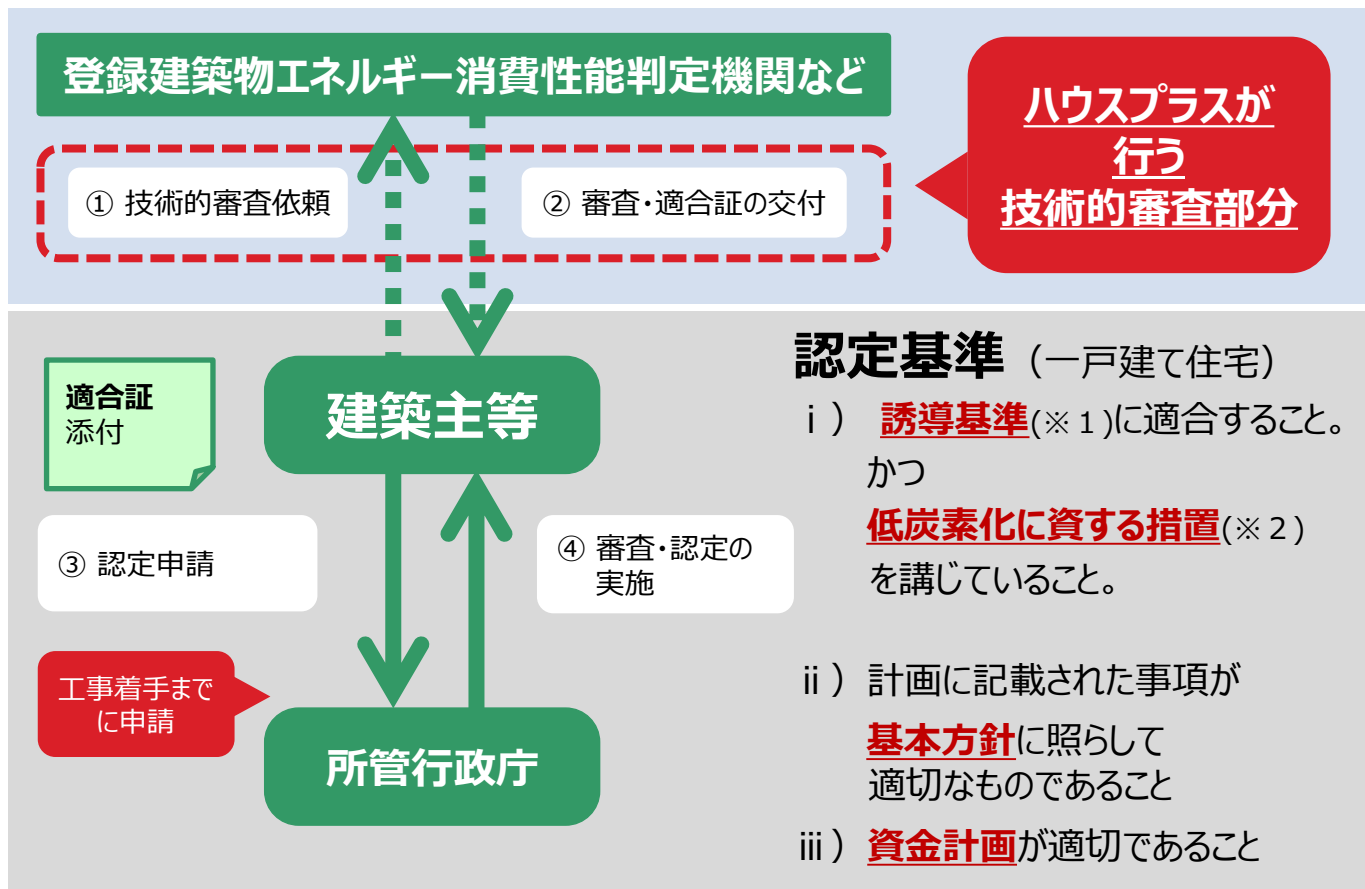 登録建築物エネルギー消費性能判定機関など
ハウスプラスが
行う
技術的審査部分
① 技術的審査依頼
② 審査・適合証の交付
適合証
添付
建築主等
③ 認定申請
④ 審査・認定の
実施
工事着手まで
に申請
所管行政庁
認定基準（一戸建て住宅）
ⅰ） 誘導基準(※１)に適合すること。
かつ
低炭素化に資する措置(※２)
を講じていること。
ⅱ）計画に記載された事項が
基本方針に照らして
適切なものであること
ⅲ）資金計画が適切であること